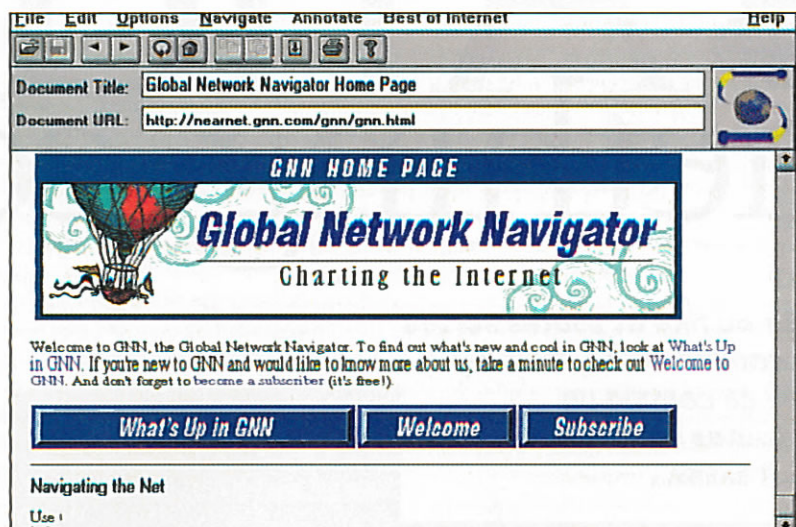 File Edit Options Navigate Annotate Best of Internet Help
Document Title: Global Network Navigator Home Page
Document URL: http://nearnet.gnn.com/gnn/gnn.html
GNN HOME PAGE
Global Network Navigator
Charting the Internet
Welcome to GNN, the Global Network Navigator. To find out what's new and cool in GNN, look at What's Up
in GNN. If you're new to GNN and would like to know more about us, take a minute to check out Welcome to
GNN. And don't forget to become a subscriber (it's free!).
What's Up in GNN Welcome Subscribe
Navigating the Net
Use